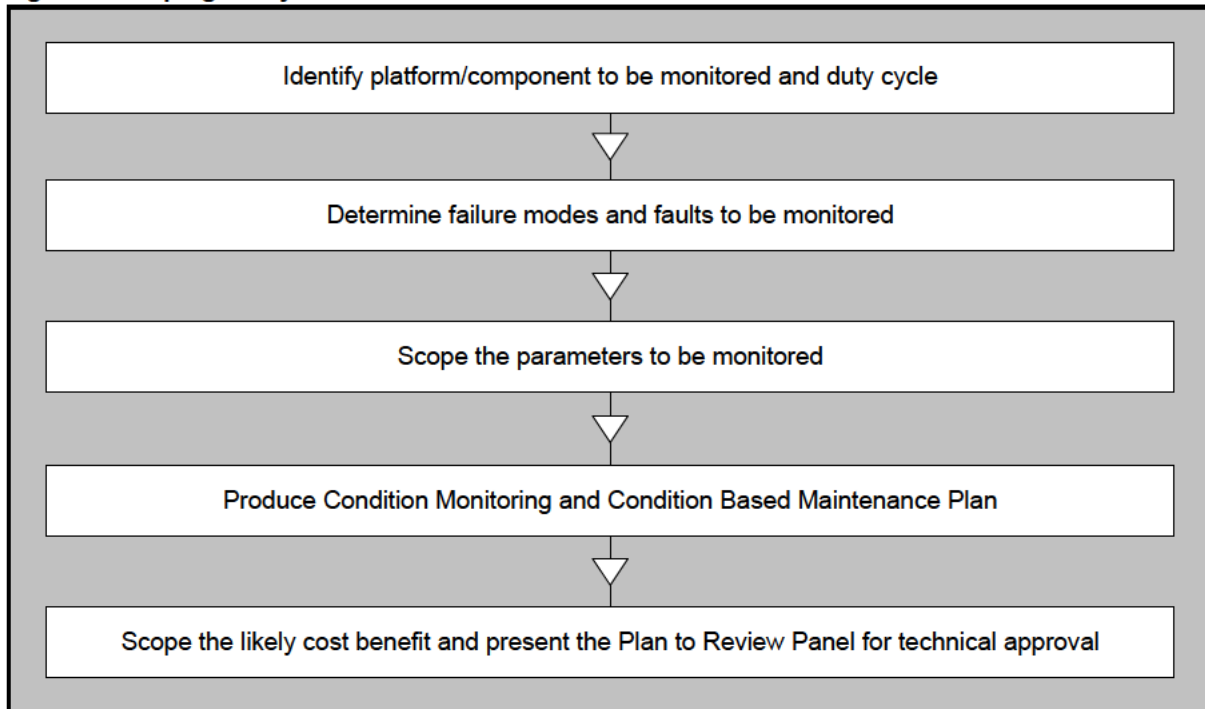 Identify platform/component to be monitored and duty cycle
Determine failure modes and faults to be monitored
Scope the parameters to be monitored
Produce Condition Monitoring and Condition Based Maintenance Plan
Scope the likely cost benefit and present the Plan to Review Panel for technical approval